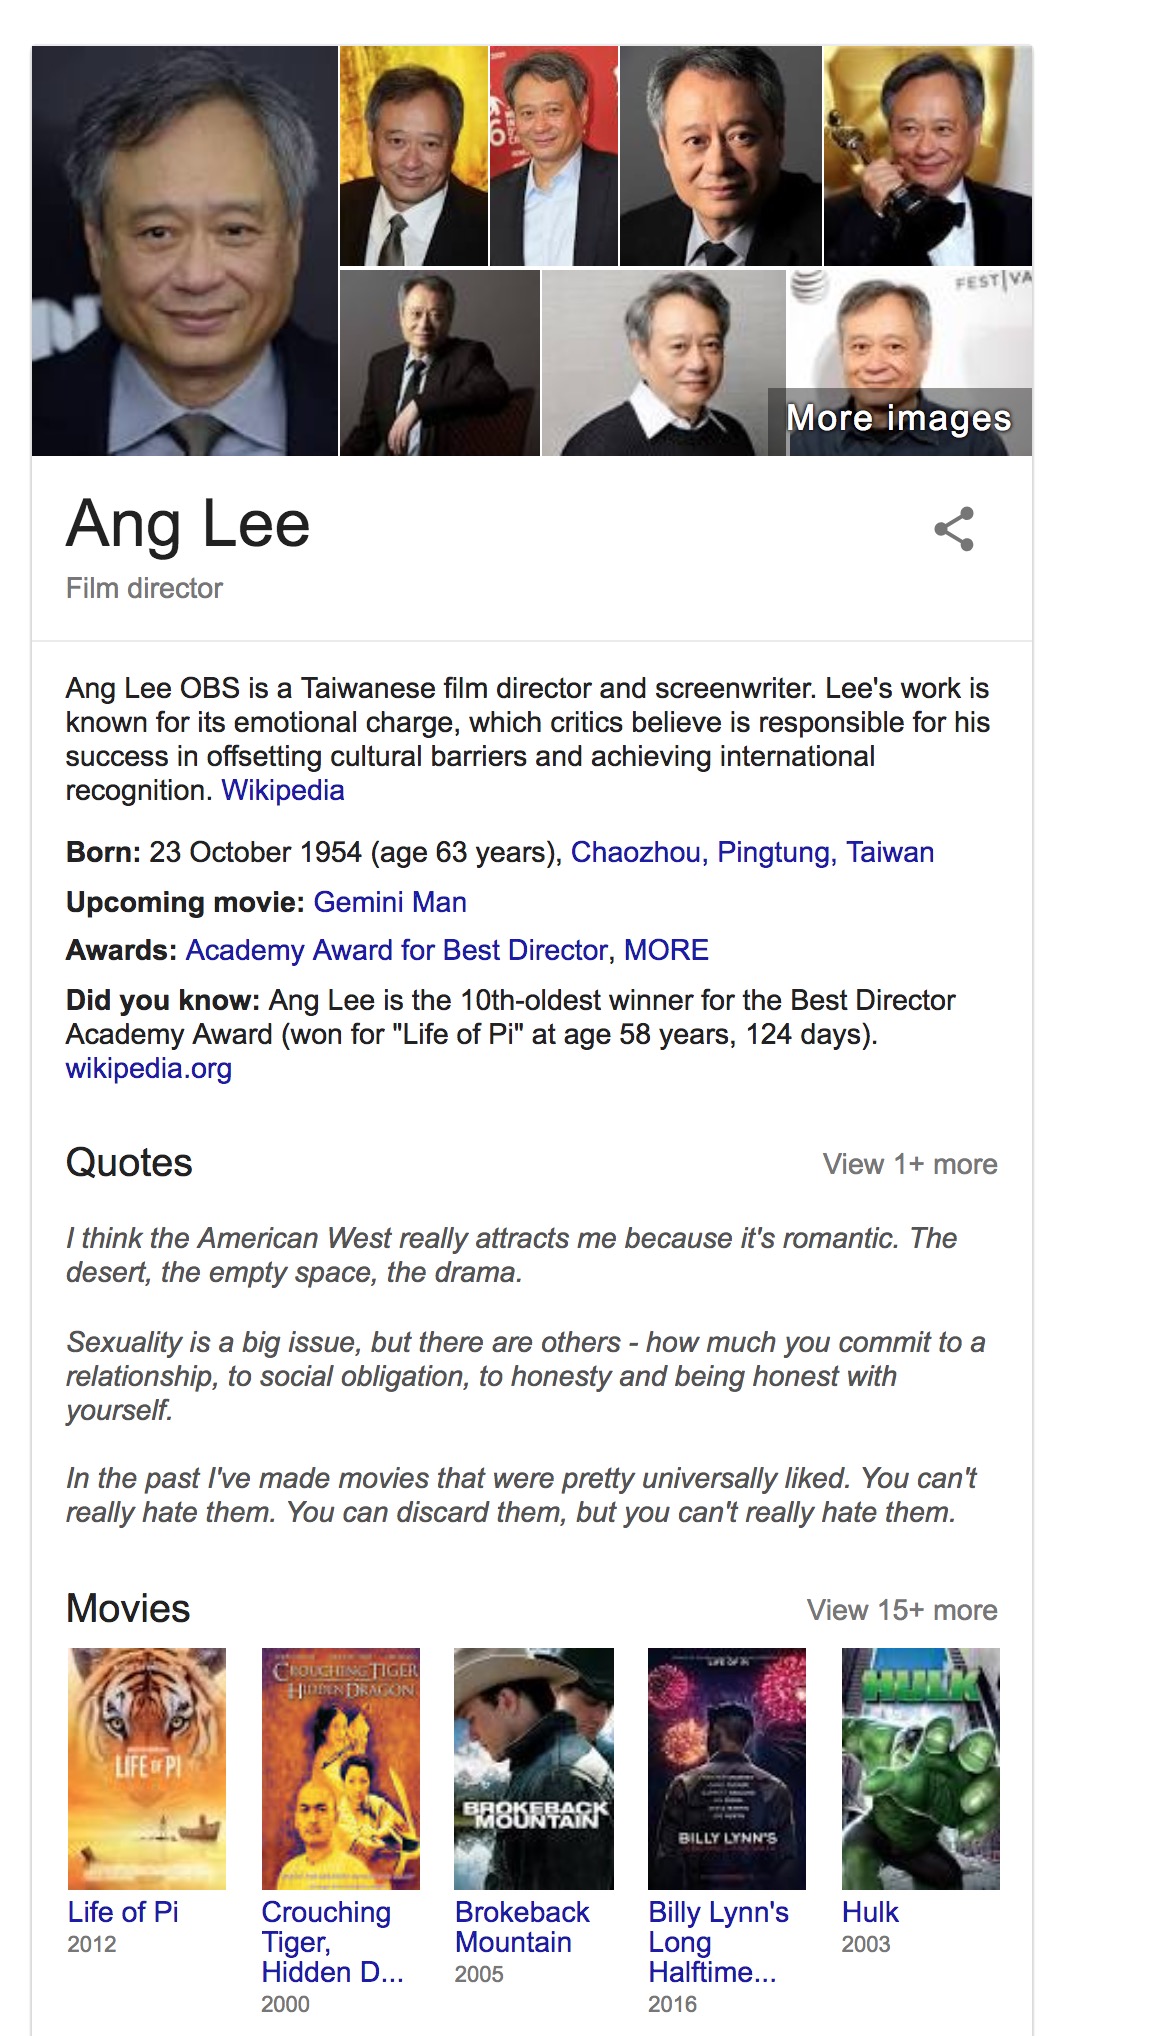 FESTIVA
More images
Ang Lee
Film director
Ang Lee OBS is a Taiwanese film director and screenwriter. Lee's work is
known for its emotional charge, which critics believe is responsible for his
success in offsetting cultural barriers and achieving international
recognition. Wikipedia
Born: 23 October 1954 (age 63 years), Chaozhou, Pingtung, Taiwan
Upcoming movie: Gemini Man
Awards: Academy Award for Best Director, MORE
Did you know: Ang Lee is the 10th-oldest winner for the Best Director
Academy Award (won for "Life of Pi" at age 58 years, 124 days).
wikipedia.org
Quotes
View 1+ more
I think the American West really attracts me because it's romantic. The
desert, the empty space, the drama.
Sexuality is a big issue, but there are others - how much you commit to a
relationship, to social obligation, to honesty and being honest with
yourself.
In the past I've made movies that were pretty universally liked. You can't
really hate them. You can discard them, but you can't really hate them.
Movies
View 15+ more
LIFE OF PI
CROUCHING TIGER
HIDDEN DRAGON
BROKEBACK
MOUNTAIN
LIFE OF PI
BILLY LYNN'S
HULK
Life of Pi
2012
Crouching
Tiger,
Hidden D...
2000
Brokeback
Mountain
2005
Billy Lynn's
Long
Halftime...
2016
Hulk
2003